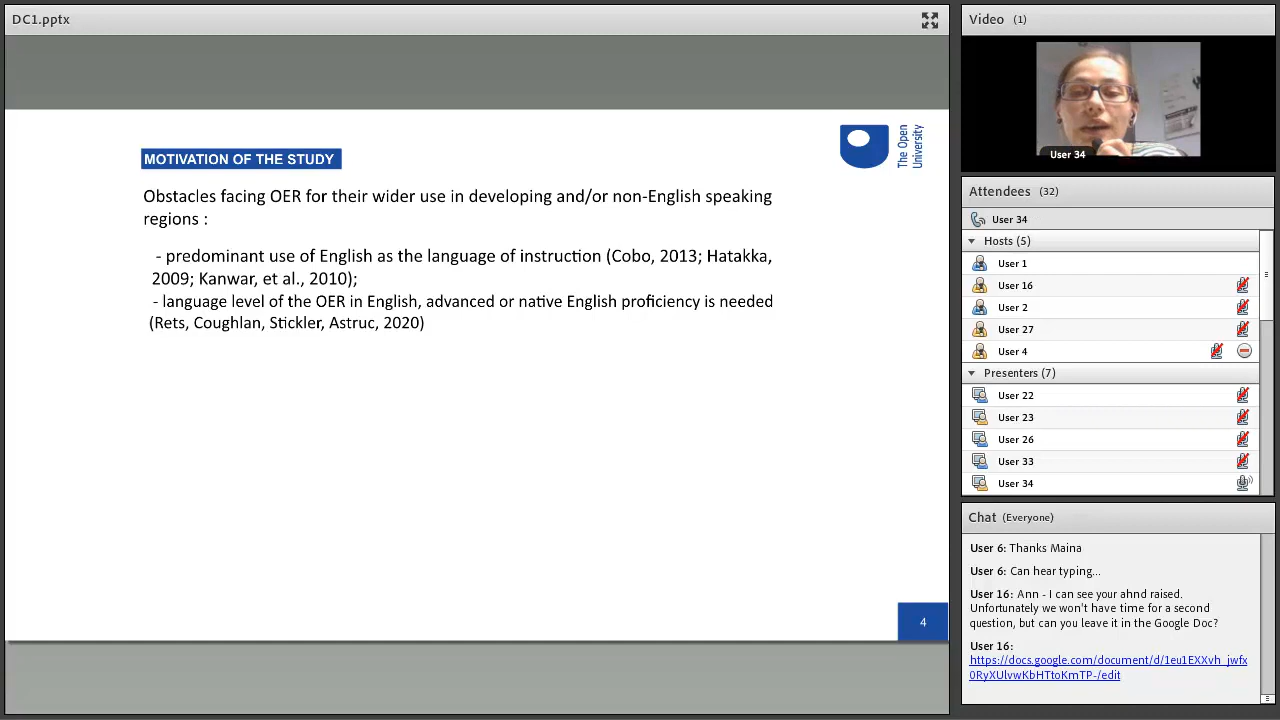 DC1.pptx
MOTIVATION OF THE STUDY
The Open
University
Obstacles facing OER for their wider use in developing and/or non-English speaking
regions :
- predominant use of English as the language of instruction (Cobo, 2013; Hatakka,
2009; Kanwar, et al., 2010);
- language level of the OER in English, advanced or native English proficiency is needed
(Rets, Coughlan, Stickler, Astruc, 2020)
4
Video (1)
User 34
Attendees (32)
User 34
Hosts (5)
User 1
User 16
User 2
User 27
User 4
Presenters (7)
User 22
User 23
User 26
User 33
User 34
Chat (Everyone)
User 6: Thanks Maina
User 6: Can hear typing...
User 16: Ann - I can see your ahnd raised.
Unfortunately we won't have time for a second
question, but can you leave it in the Google Doc?
User 16:
https://docs.google.com/document/d/1eu1EXXvh_jwfx
0RyXUlvwKbHTtoKmTP-/edit